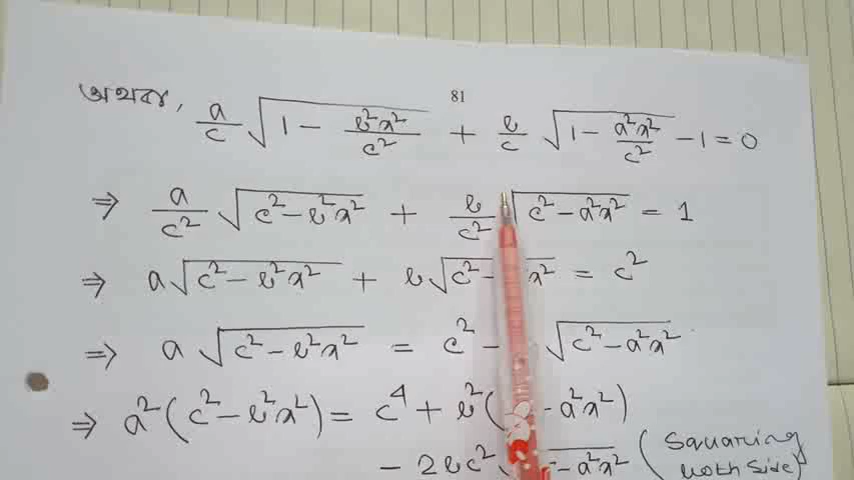 81
অথবা, a/c √(1 - b²x²/c²) + b/c √(1 - a²x²/c²) - 1 = 0
⇒ a/c² √(c² - b²x²) + b/c² √(c² - a²x²) = 1
⇒ a√(c² - b²x²) + b√(c² - x²) = c²
⇒ a √(c² - b²x²) = c² - √(c² - a²x²)
⇒ a²(c² - b²x²) = c⁴ + b²( - a²x²)
- 2bc² √( - a²x²) (Squaring
both side)